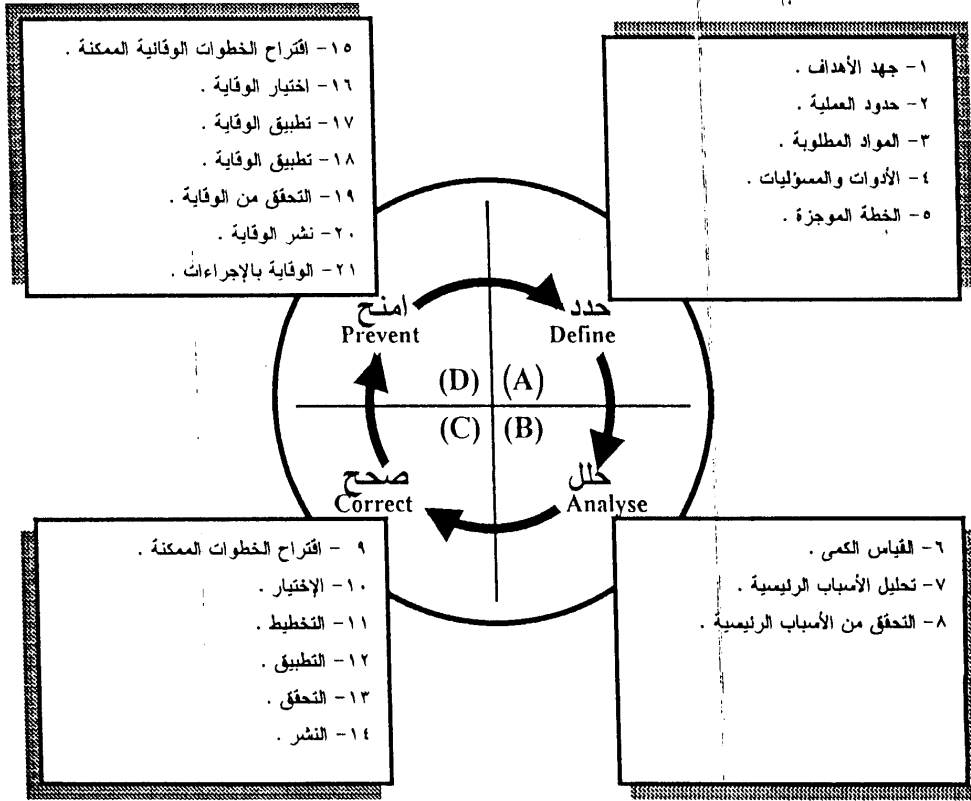 ١- جهد الأهداف .
٢- حدود العملية .
٣- المواد المطلوبة .
٤- الأدوات والمسؤليات .
٥- الخطة الموجزة .
١٥- اقتراح الخطوات الوقائية الممكنة .
١٦- اختيار الوقاية .
١٧- تطبيق الوقاية .
١٨- تطبيق الوقاية .
١٩- التحقق من الوقاية .
٢٠- نشر الوقاية .
٢١- الوقاية بالإجراءات .
امنح
Prevent
حدد
Define
(D) (A)
(C) (B)
صحح
Correct
حلل
Analyse
٦- القياس الكمى .
٧- تحليل الأسباب الرئيسية .
٨- التحقق من الأسباب الرئيسية .
٩ - اقتراح الخطوات الممكنة .
١٠- الإختيار .
١١- التخطيط .
١٢- التطبيق .
١٣- التحقق .
١٤- النشر .